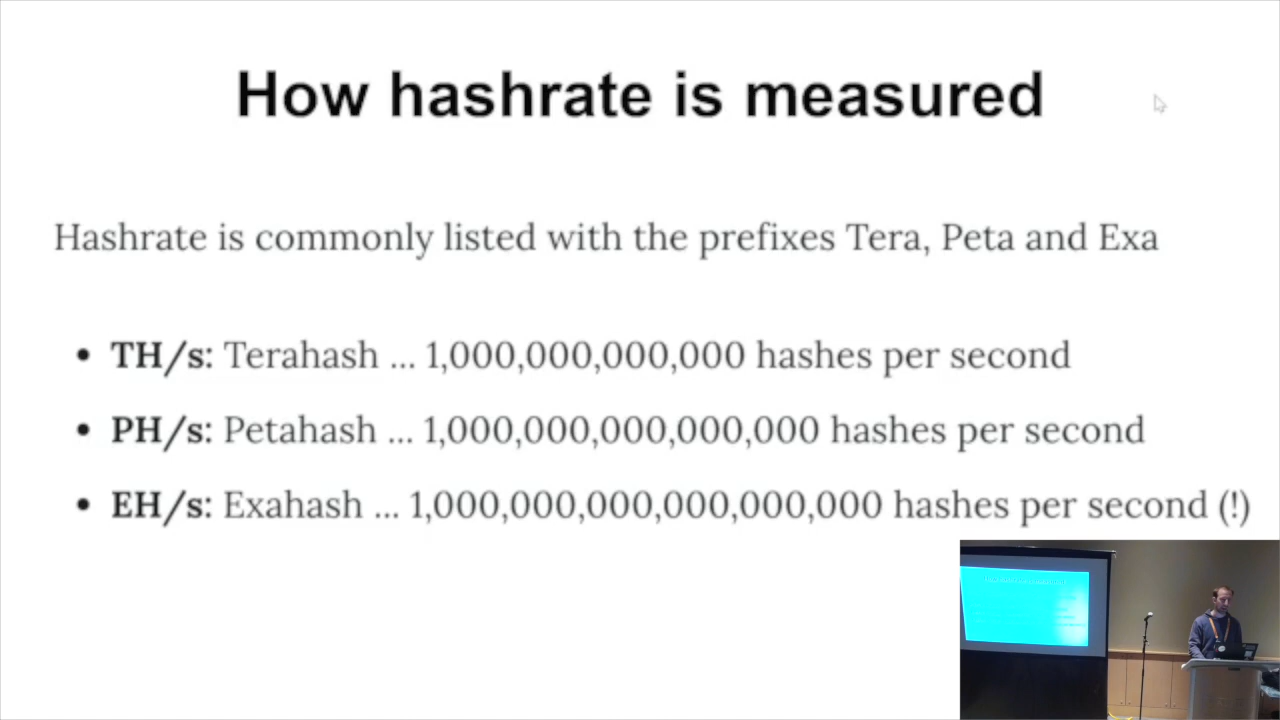 How hashrate is measured
Hashrate is commonly listed with the prefixes Tera, Peta and Exa
• TH/s: Terahash ... 1,000,000,000,000 hashes per second
• PH/s: Petahash ... 1,000,000,000,000,000 hashes per second
• EH/s: Exahash ... 1,000,000,000,000,000,000 hashes per second (!)